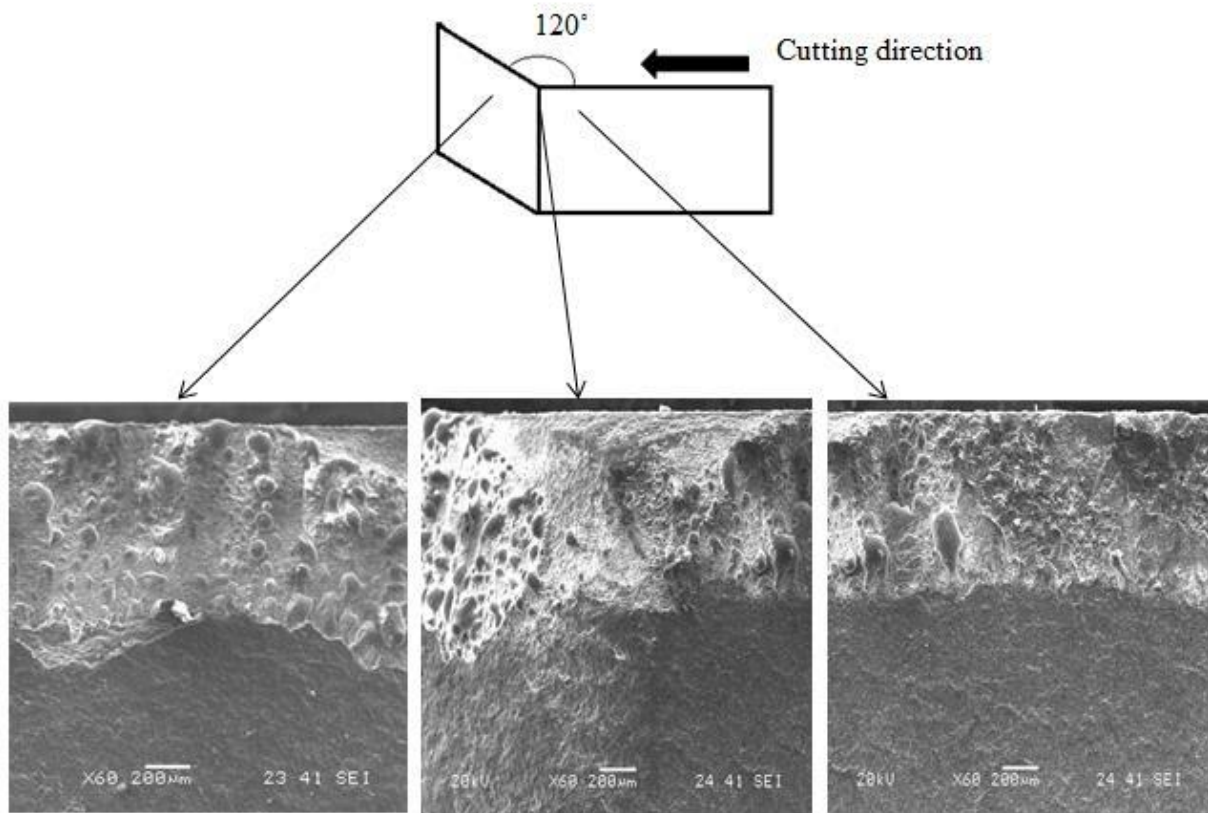 120°
Cutting direction
X60 200µm 23 41 SEI
20kV X60 200µm 24 41 SEI
20kV X60 200µm 24 41 SEI